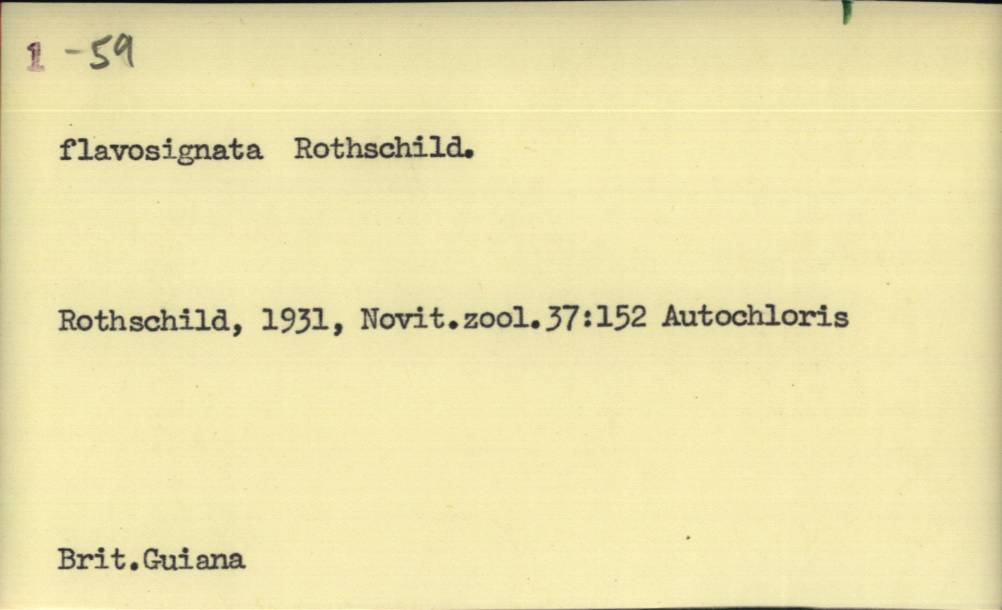 1 -59
flavosignata Rothschild.
Rothschild, 1931, Novit.zool.37:152 Autochloris
Brit.Guiana